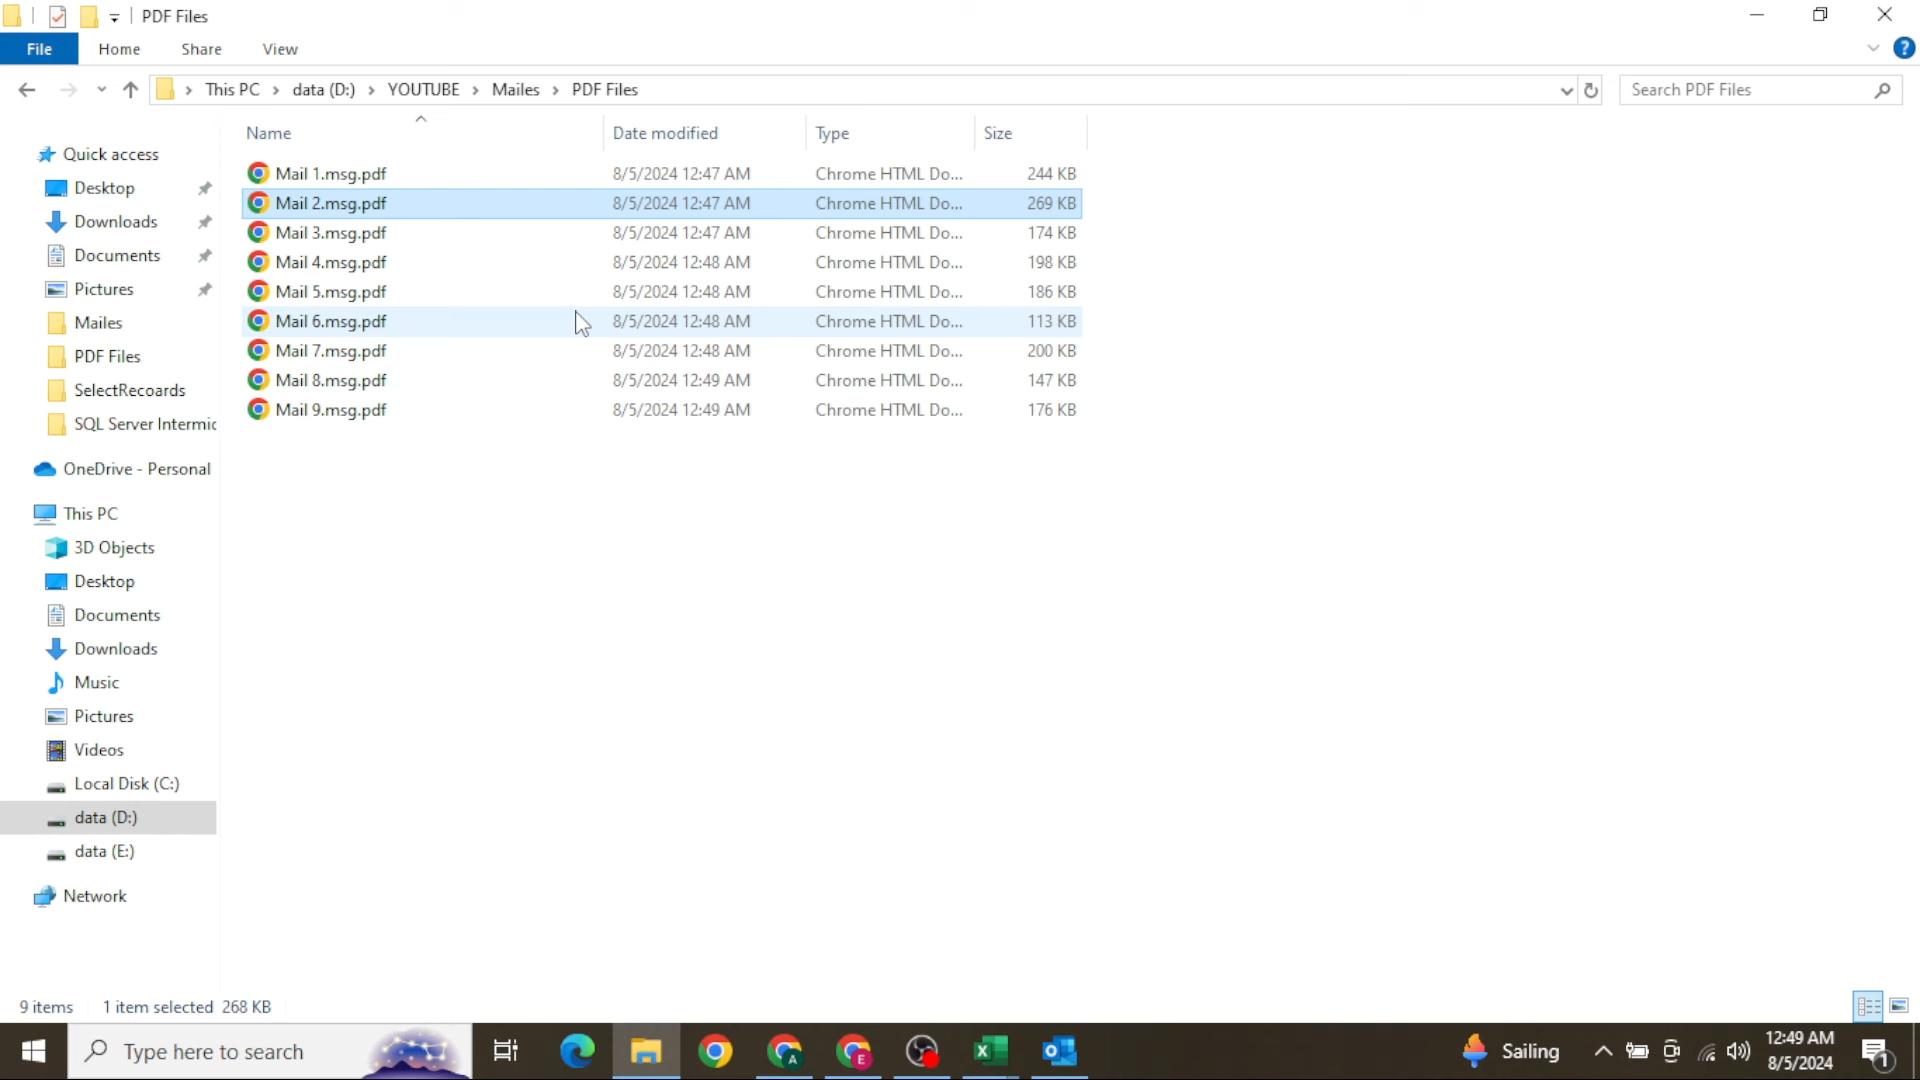 PDF Files
File Home Share View
This PC data (D:) YOUTUBE Mailes PDF Files Search PDF Files
Name Date modified Type Size
Quick access
Desktop
Downloads
Documents
Pictures
Mailes
PDF Files
SelectRecoards
SQL Server Intermic
OneDrive - Personal
This PC
3D Objects
Desktop
Documents
Downloads
Music
Pictures
Videos
Local Disk (C:)
data (D:)
data (E:)
Network
Mail 1.msg.pdf 8/5/2024 12:47 AM Chrome HTML Do... 244 KB
Mail 2.msg.pdf 8/5/2024 12:47 AM Chrome HTML Do... 269 KB
Mail 3.msg.pdf 8/5/2024 12:47 AM Chrome HTML Do... 174 KB
Mail 4.msg.pdf 8/5/2024 12:48 AM Chrome HTML Do... 198 KB
Mail 5.msg.pdf 8/5/2024 12:48 AM Chrome HTML Do... 186 KB
Mail 6.msg.pdf 8/5/2024 12:48 AM Chrome HTML Do... 113 KB
Mail 7.msg.pdf 8/5/2024 12:48 AM Chrome HTML Do... 200 KB
Mail 8.msg.pdf 8/5/2024 12:49 AM Chrome HTML Do... 147 KB
Mail 9.msg.pdf 8/5/2024 12:49 AM Chrome HTML Do... 176 KB
9 items 1 item selected 268 KB
Type here to search A E Sailing 12:49 AM
8/5/2024 1